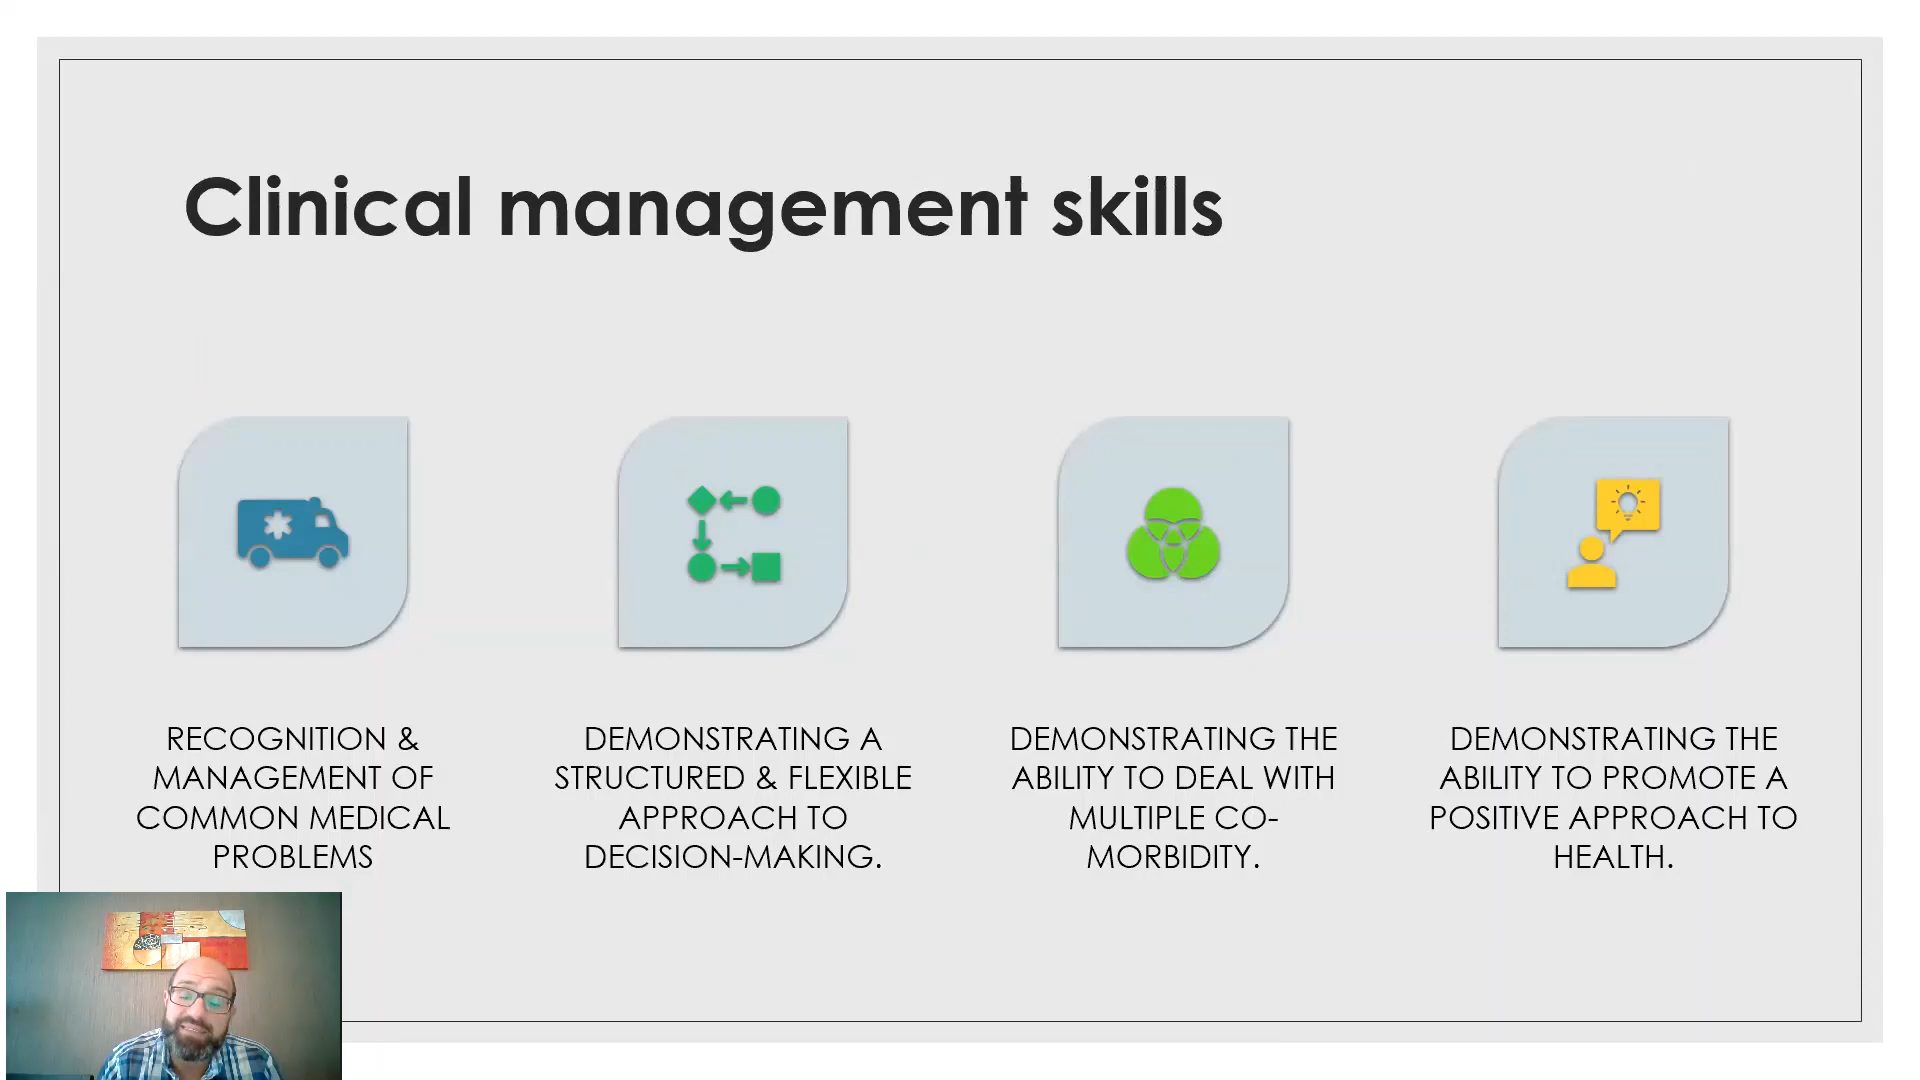 Clinical management skills
RECOGNITION &
MANAGEMENT OF
COMMON MEDICAL
PROBLEMS
DEMONSTRATING A
STRUCTURED & FLEXIBLE
APPROACH TO
DECISION-MAKING.
DEMONSTRATING THE
ABILITY TO DEAL WITH
MULTIPLE CO-
MORBIDITY.
DEMONSTRATING THE
ABILITY TO PROMOTE A
POSITIVE APPROACH TO
HEALTH.